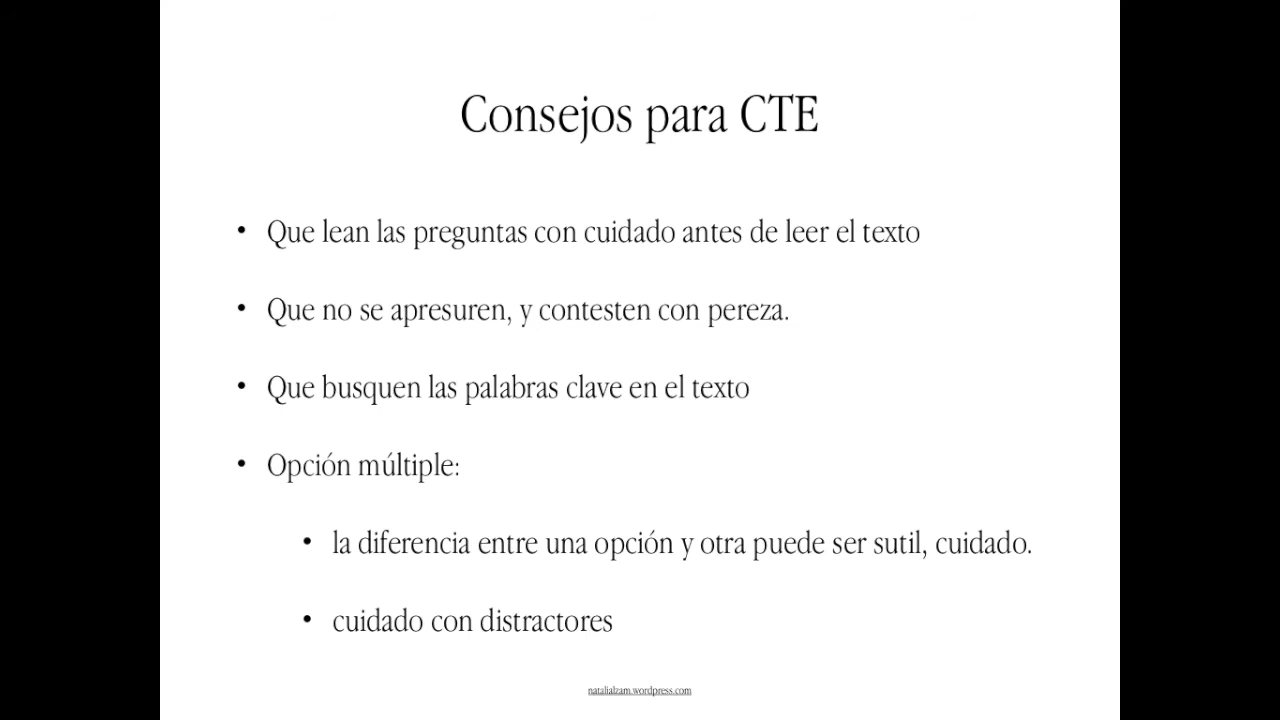 Consejos para CTE
• Que lean las preguntas con cuidado antes de leer el texto
• Que no se apresuren, y contesten con pereza.
• Que busquen las palabras clave en el texto
• Opción múltiple:
• la diferencia entre una opción y otra puede ser sutil, cuidado.
• cuidado con distractores
natalialzam.wordpress.com